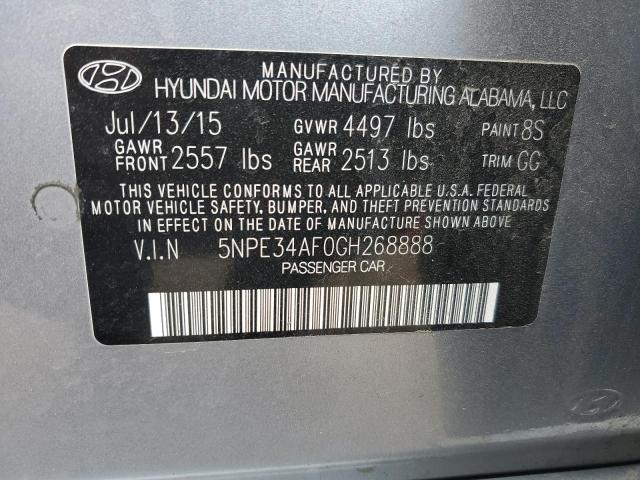 MANUFACTURED BY
HYUNDAI MOTOR MANUFACTURING ALABAMA, LLC
Jul/13/15 GVWR 4497 lbs PAINT 8S
GAWR FRONT 2557 lbs GAWR REAR 2513 lbs TRIM GG
THIS VEHICLE CONFORMS TO ALL APPLICABLE U.S.A. FEDERAL
MOTOR VEHICLE SAFETY, BUMPER, AND THEFT PREVENTION STANDARDS
IN EFFECT ON THE DATE OF MANUFACTURE SHOWN ABOVE.
V.I.N 5NPE34AF0GH268888
PASSENGER CAR